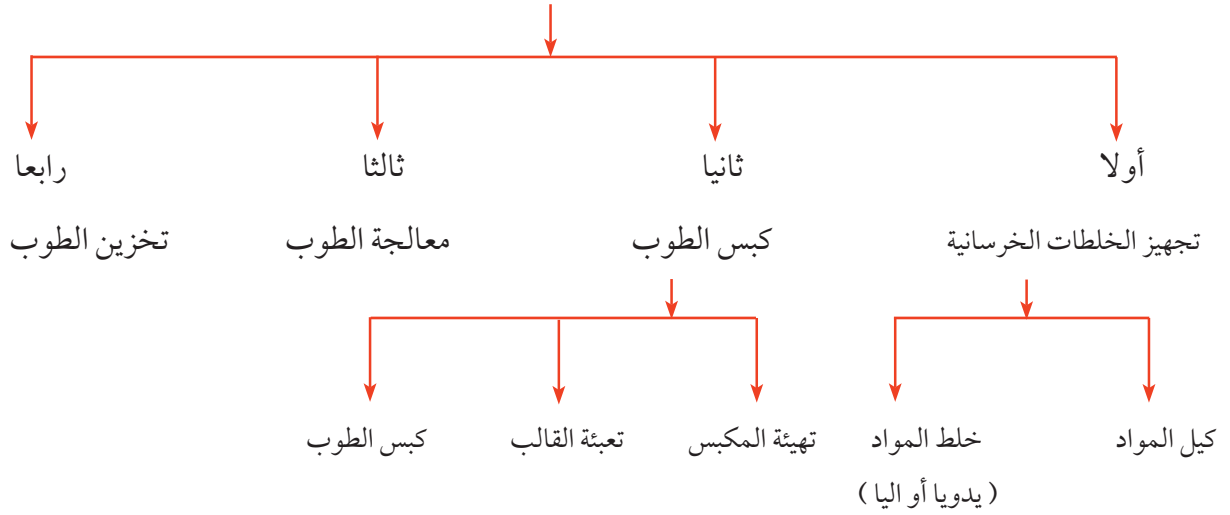 أولا
ثانيا
ثالثا
رابعا
تجهيز الخلطات الخرسانية
كبس الطوب
معالجة الطوب
تخزين الطوب
كيل المواد
خلط المواد
تهيئة المكبس
تعبئة القالب
كبس الطوب
( يدويا أو اليا )